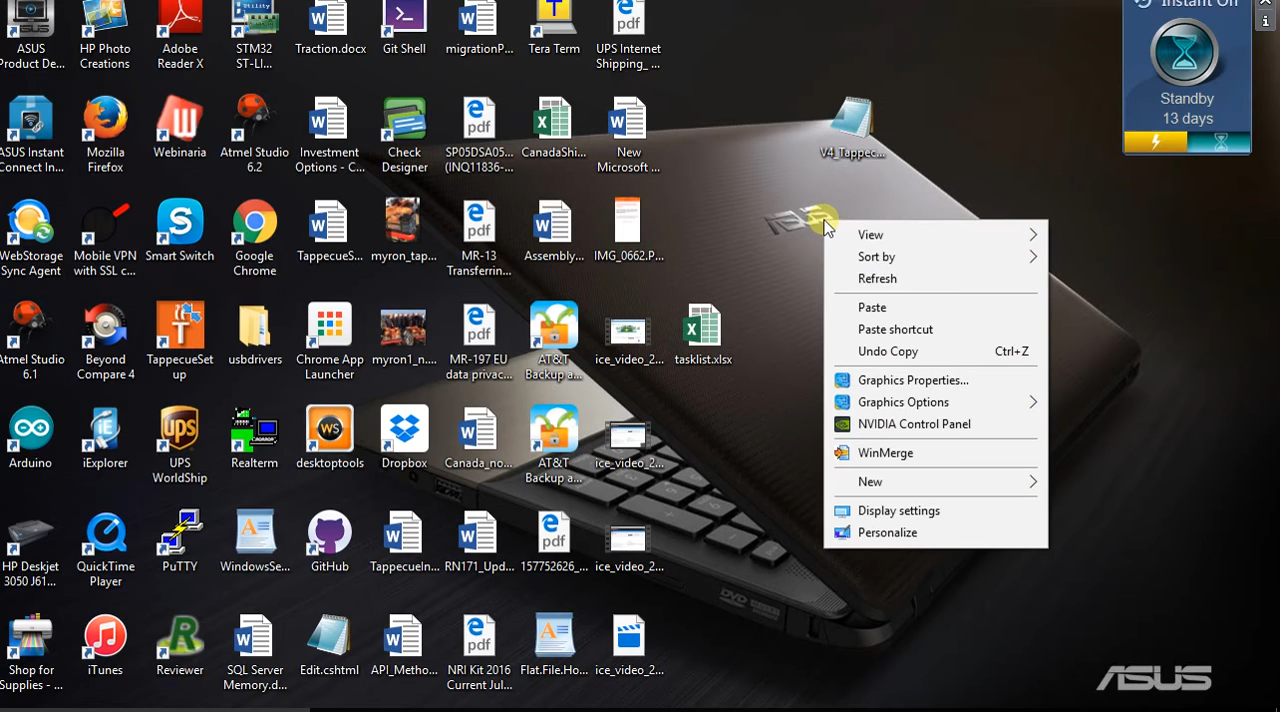 ASUS
Product De...
HP Photo
Creations
Adobe
Reader X
STM32
ST-LI...
Traction.docx
Git Shell
migrationP...
Tera Term
UPS Internet
Shipping_ ...
Instant On
Standby
13 days
ASUS Instant
Connect In...
Mozilla
Firefox
Webinaria
Atmel Studio
6.2
Investment
Options - C...
Check
Designer
SP05DSA05...
(INQ11836-...
CanadaShi...
New
Microsoft ...
V4_Tappec...
WebStorage
Sync Agent
Mobile VPN
with SSL c...
Smart Switch
Google
Chrome
TappecueS...
myron_tap...
MR-13
Transferrin...
Assembly...
IMG_0662.P...
Atmel Studio
6.1
Beyond
Compare 4
TappecueSet
up
usbdrivers
Chrome App
Launcher
myron1_n...
MR-197 EU
data privac...
AT&T
Backup a...
ice_video_2...
tasklist.xlsx
Arduino
iExplorer
UPS
WorldShip
Realterm
desktoptools
Dropbox
Canada_no...
AT&T
Backup a...
ice_video_2...
HP Deskjet
3050 J61...
QuickTime
Player
PuTTY
WindowsSe...
GitHub
TappecueIn...
RN171_Upd...
157752626_...
ice_video_2...
Shop for
Supplies - ...
iTunes
Reviewer
SQL Server
Memory.d...
Edit.cshtml
API_Metho...
NRI Kit 2016
Current Jul...
Flat.File.Ho...
ice_video_2...
View
Sort by
Refresh
Paste
Paste shortcut
Undo Copy Ctrl+Z
Graphics Properties...
Graphics Options
NVIDIA Control Panel
WinMerge
New
Display settings
Personalize
ASUS